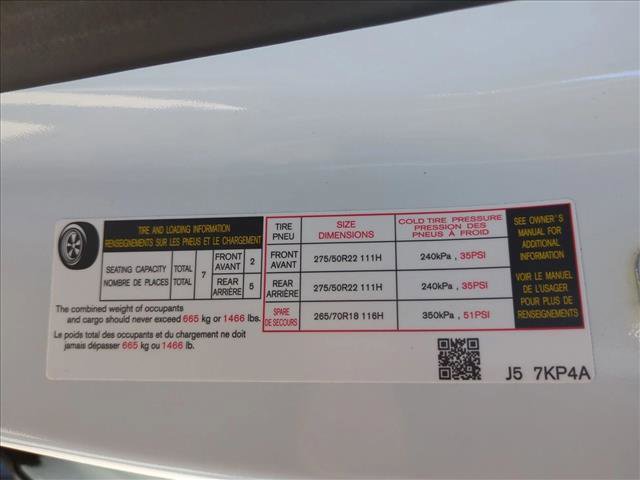 TIRE AND LOADING INFORMATION
RENSEIGNEMENTS SUR LES PNEUS ET LE CHARGEMENT
SEATING CAPACITY TOTAL 7 FRONT AVANT 2
NOMBRE DE PLACES TOTAL REAR ARRIÈRE 5
The combined weight of occupants
and cargo should never exceed 665 kg or 1466 lbs.
Le poids total des occupants et du chargement ne doit
jamais dépasser 665 kg ou 1466 lb.
TIRE PNEU
SIZE DIMENSIONS
COLD TIRE PRESSURE
PRESSION DES
PNEUS À FROID
FRONT AVANT 275/50R22 111H 240kPa, 35PSI
REAR ARRIÈRE 275/50R22 111H 240kPa, 35PSI
SPARE DE SECOURS 265/70R18 116H 350kPa, 51PSI
SEE OWNER'S
MANUAL FOR
ADDITIONAL
INFORMATION
VOIR LE MANUEL
DE L'USAGER
POUR PLUS DE
RENSEIGNEMENTS
J5 7KP4A